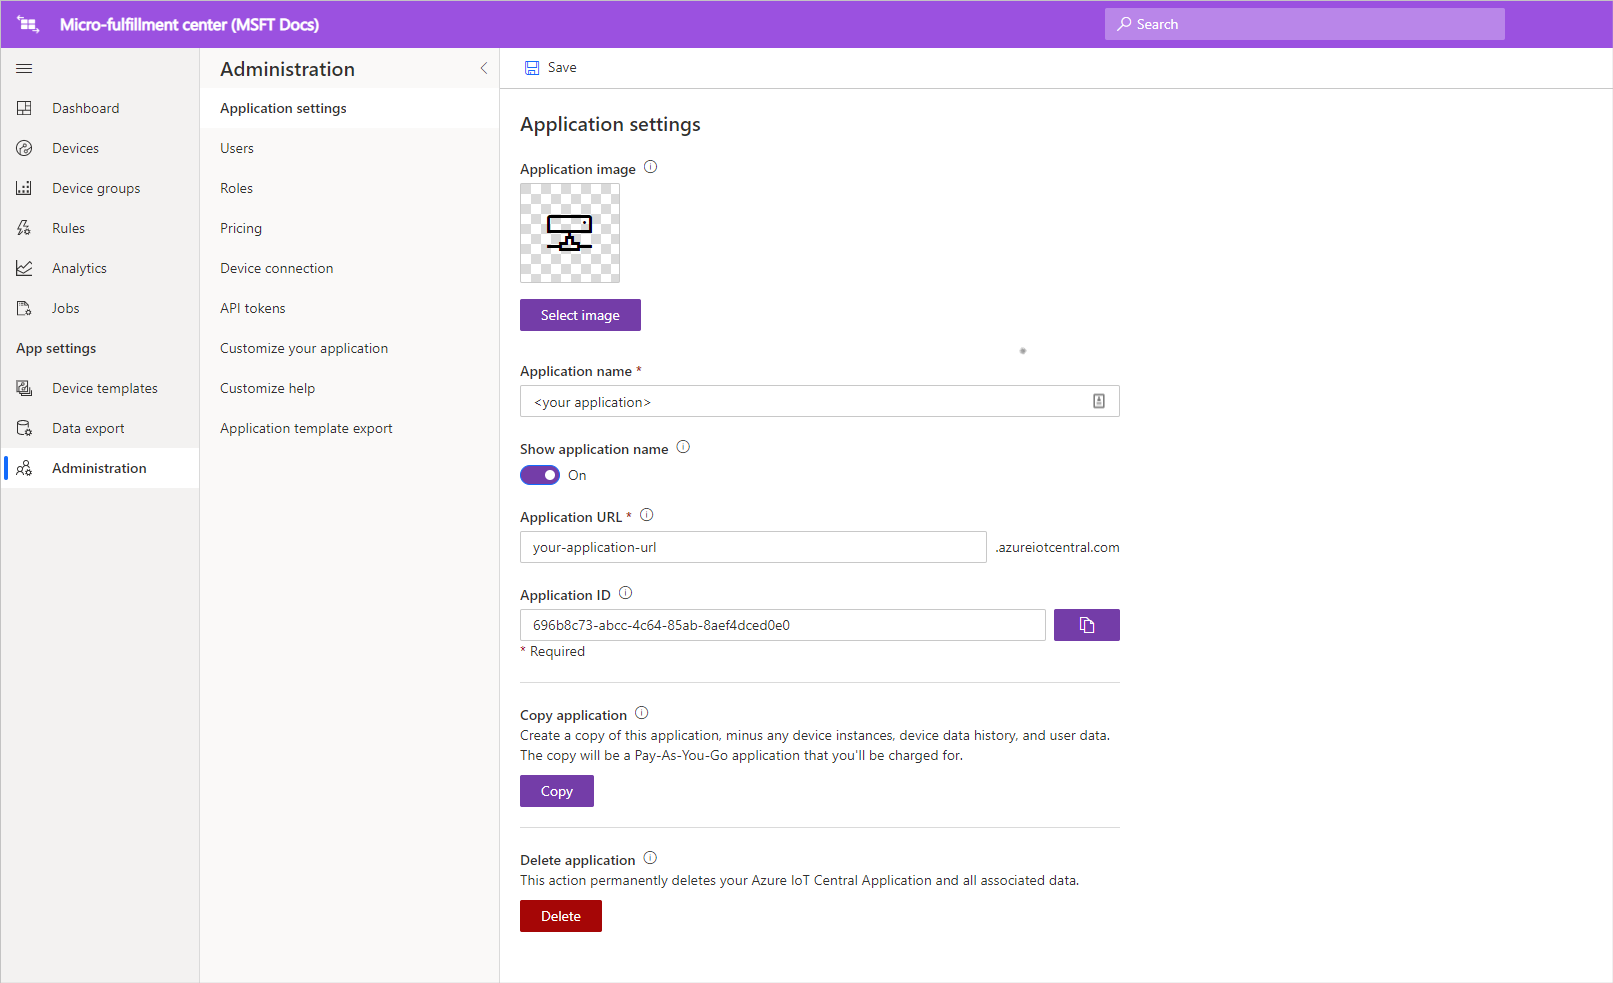 Micro-fulfillment center (MSFT Docs)
Search
Dashboard
Devices
Device groups
Rules
Analytics
Jobs
App settings
Device templates
Data export
Administration
Administration
Application settings
Users
Roles
Pricing
Device connection
API tokens
Customize your application
Customize help
Application template export
Save
Application settings
Application image
Select image
Application name *
<your application>
Show application name
On
Application URL *
your-application-url
.azureiotcentral.com
Application ID
696b8c73-abcc-4c64-85ab-8aef4dced0e0
* Required
Copy application
Create a copy of this application, minus any device instances, device data history, and user data.
The copy will be a Pay-As-You-Go application that you'll be charged for.
Copy
Delete application
This action permanently deletes your Azure IoT Central Application and all associated data.
Delete